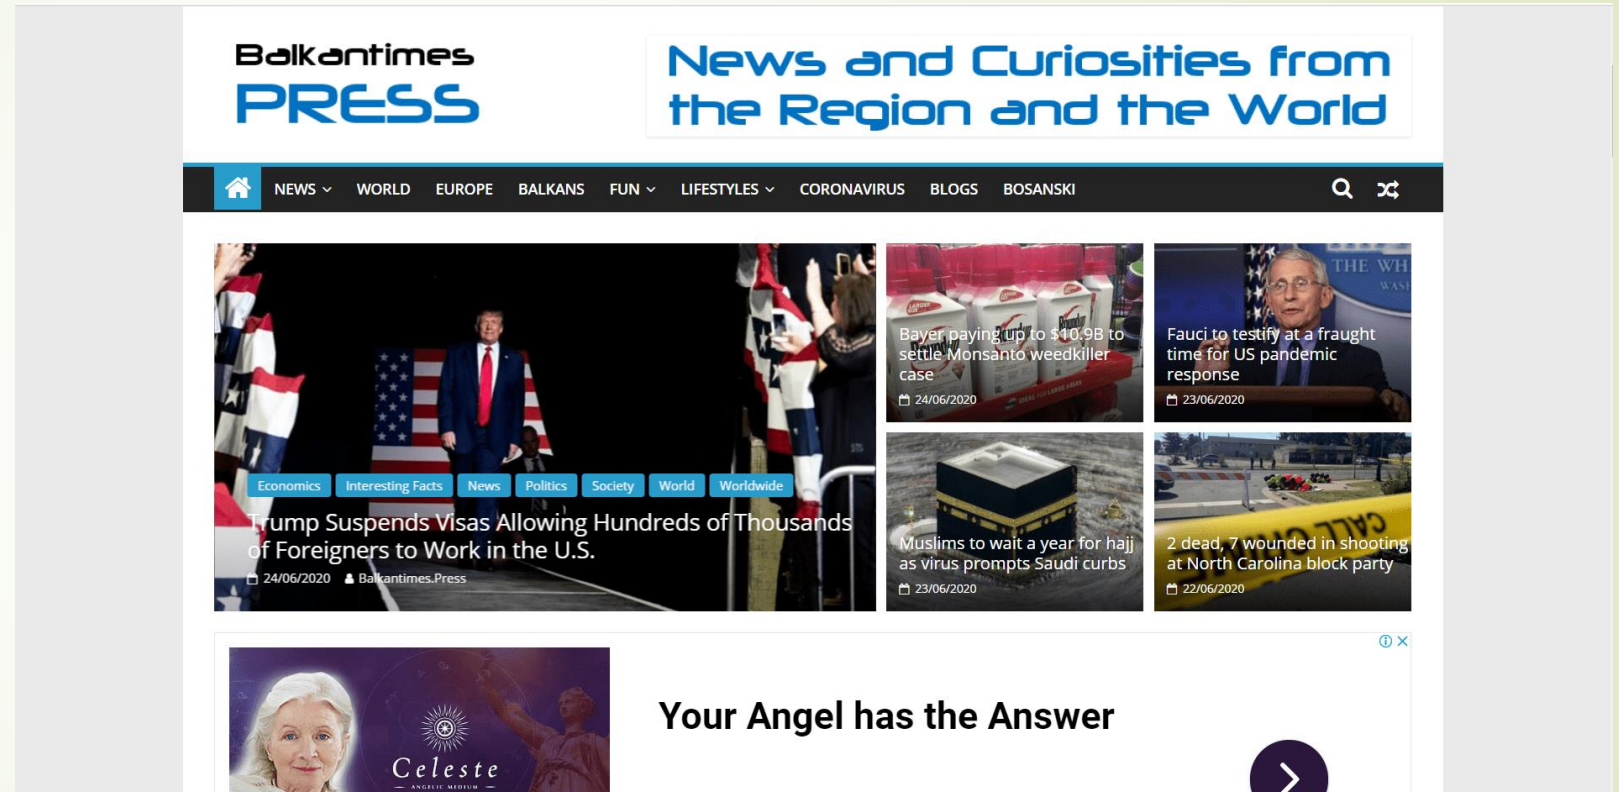 Balkantimes
PRESS
News and Curiosities from
the Region and the World
NEWS WORLD EUROPE BALKANS FUN LIFESTYLES CORONAVIRUS BLOGS BOSANSKI
Economics Interesting Facts News Politics Society World Worldwide
Trump Suspends Visas Allowing Hundreds of Thousands
of Foreigners to Work in the U.S.
24/06/2020 Balkantimes.Press
Bayer paying up to $10.9B to
settle Monsanto weedkiller
case
24/06/2020
THE WH
WASH
Fauci to testify at a fraught
time for US pandemic
response
23/06/2020
Muslims to wait a year for hajj
as virus prompts Saudi curbs
23/06/2020
2 dead, 7 wounded in shooting
at North Carolina block party
22/06/2020
Celeste
ANGELIC MEDIUM
Your Angel has the Answer